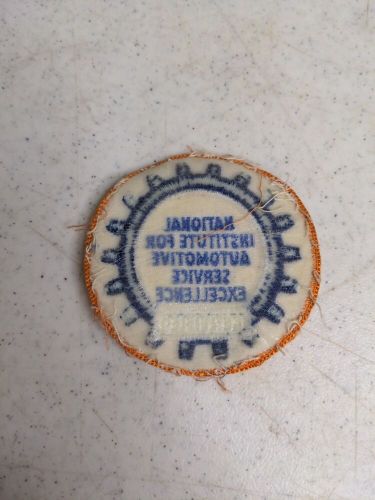 NATIONAL
INSTITUTE FOR
AUTOMOTIVE
SERVICE
EXCELLENCE